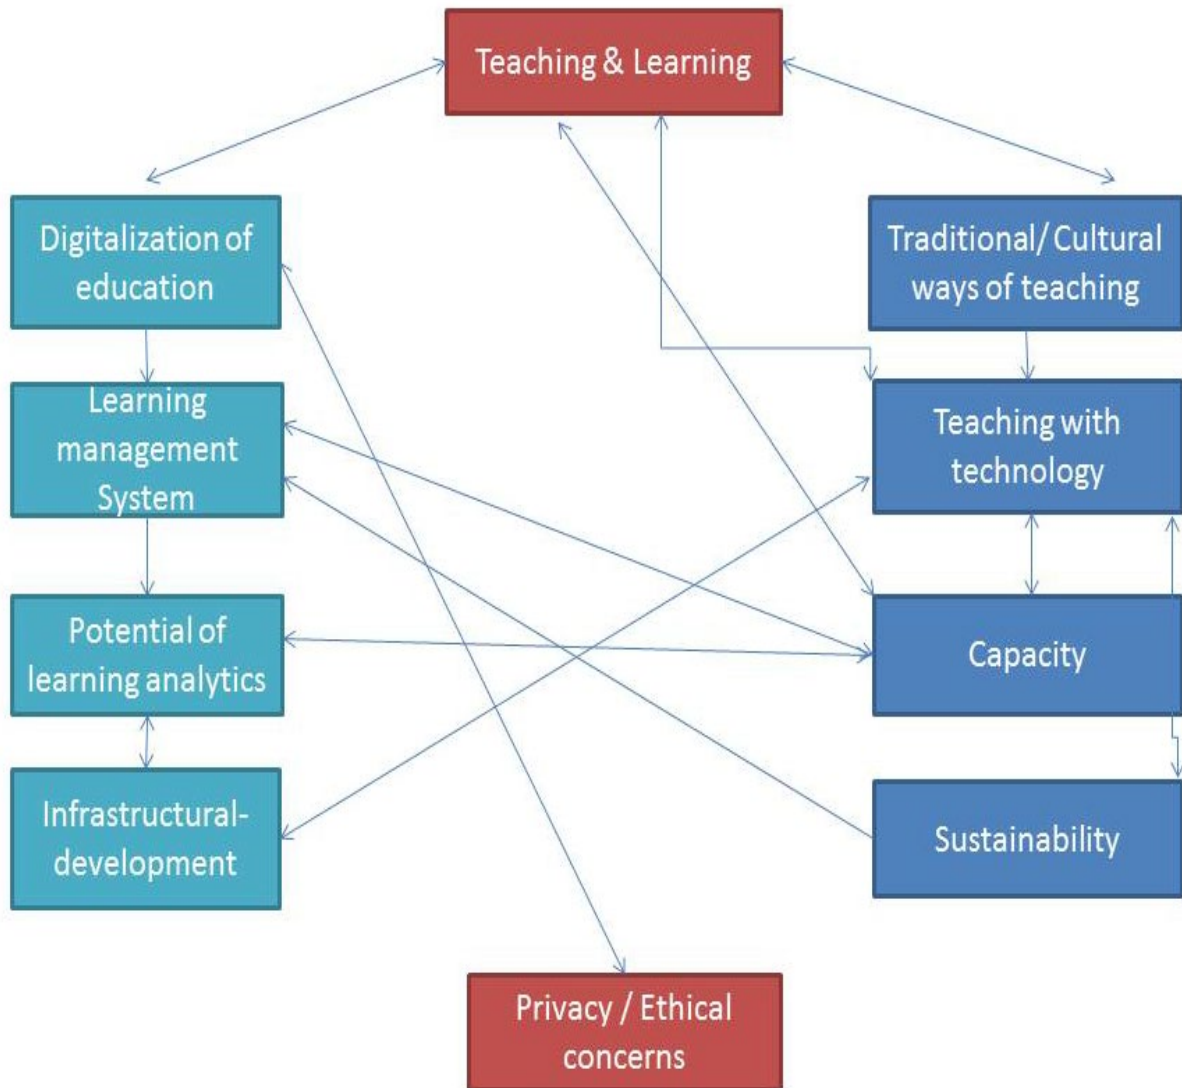 Teaching & Learning
Digitalization of
education
Traditional/ Cultural
ways of teaching
Learning
management
System
Teaching with
technology
Potential of
learning analytics
Capacity
Infrastructural-
development
Sustainability
Privacy / Ethical
concerns